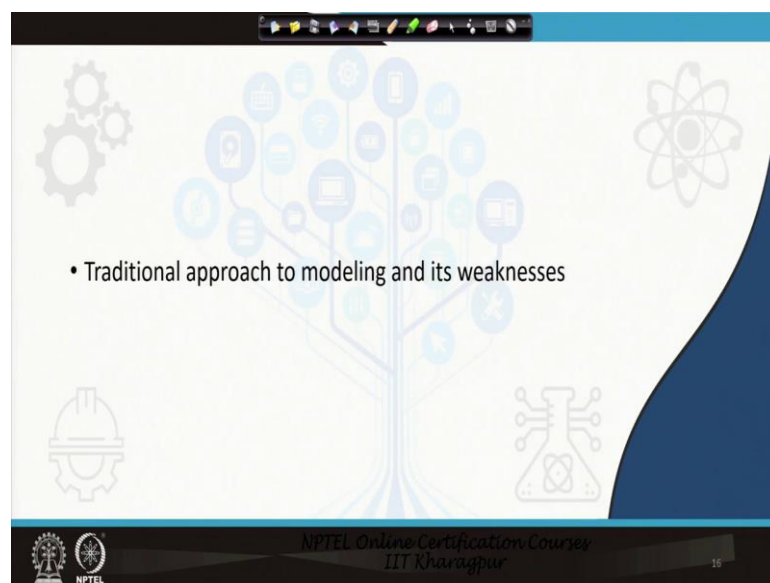 • Traditional approach to modeling and its weaknesses
NPTEL Online Certification Courses
IIT Kharagpur
NPTEL
16